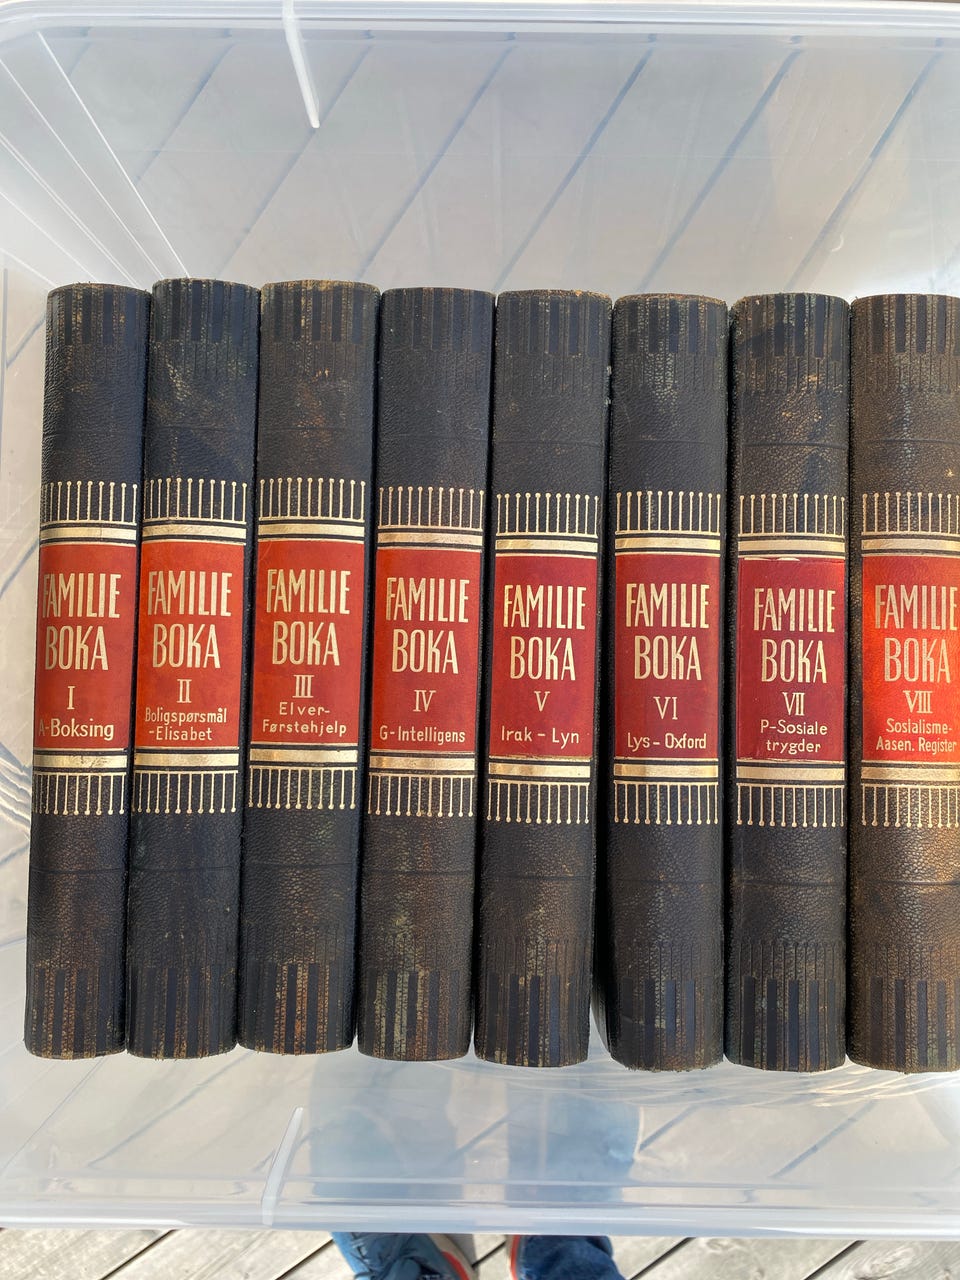 FAMILIE
BOKA
I
A-Boksing
FAMILIE
BOKA
II
Boligspørsmål
-Elisabet
FAMILIE
BOKA
III
Elver-
Førstehjelp
FAMILIE
BOKA
IV
G-Intelligens
FAMILIE
BOKA
V
Irak - Lyn
FAMILIE
BOKA
VI
Lys - Oxford
FAMILIE
BOKA
VII
P-Sosiale
trygder
FAMILIE
BOKA
VIII
Soslalisme-
Aasen. Register